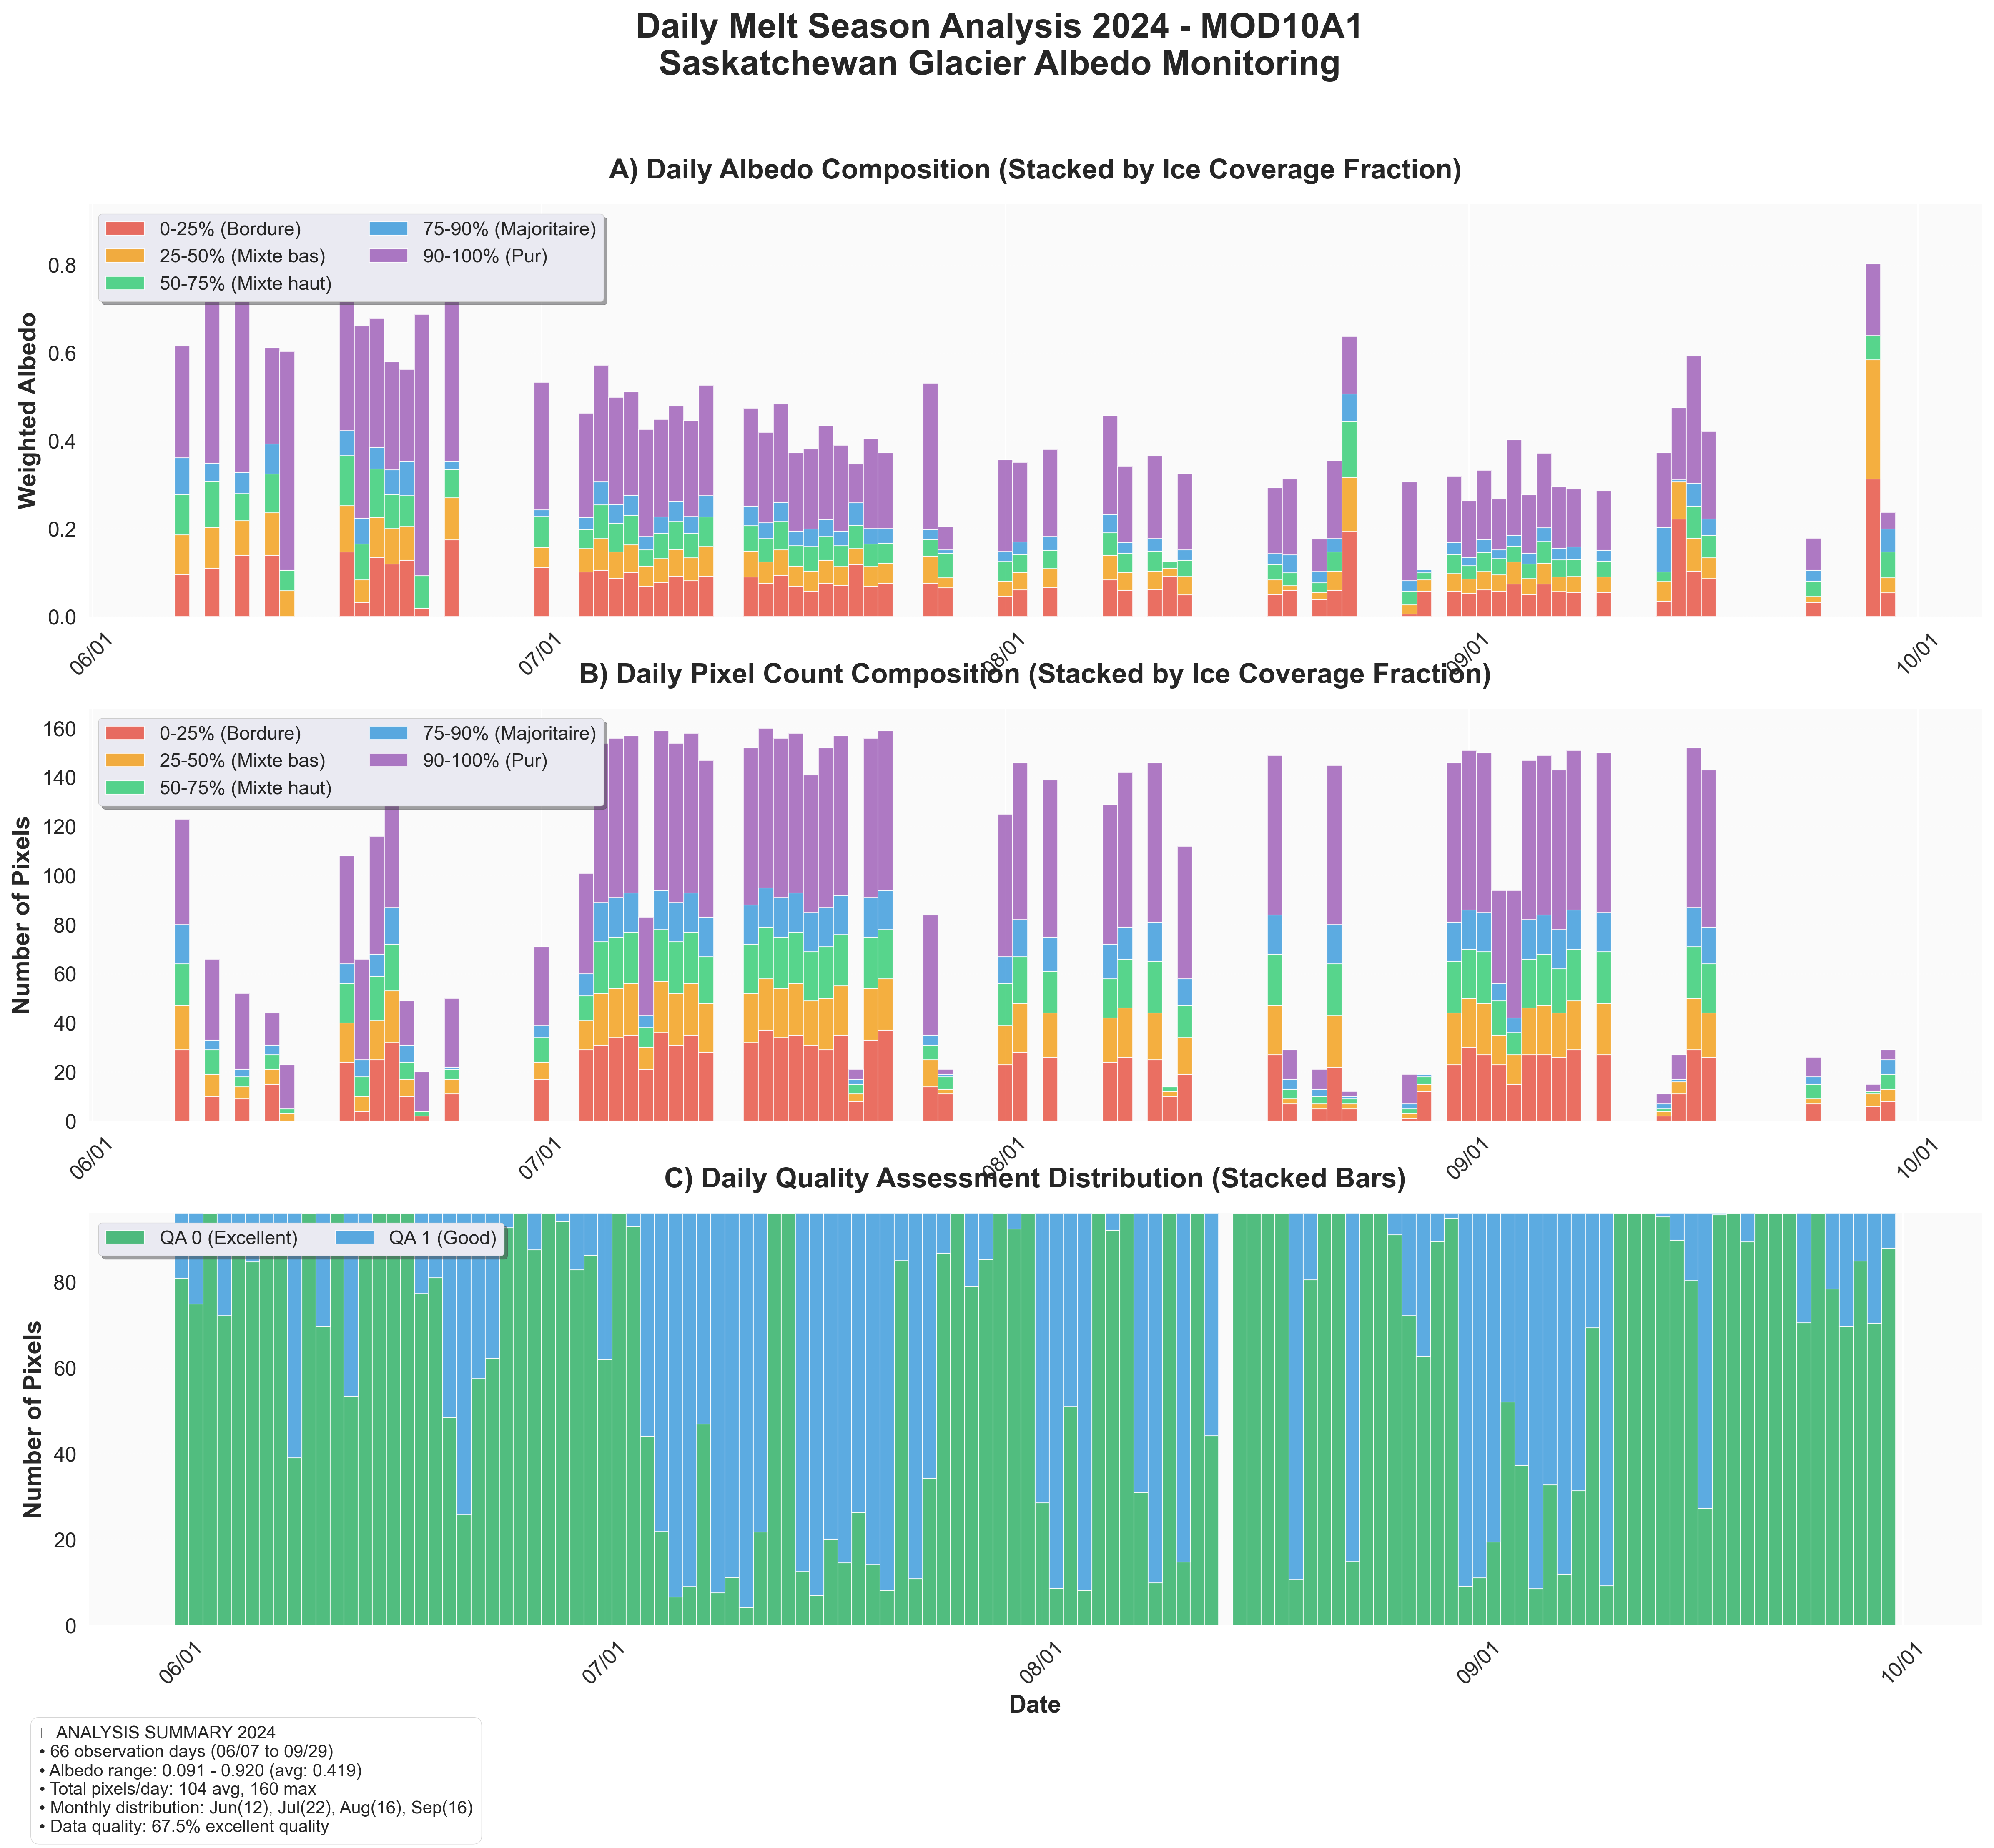 Daily Melt Season Analysis 2024 - MOD10A1
Saskatchewan Glacier Albedo Monitoring
A) Daily Albedo Composition (Stacked by Ice Coverage Fraction)
0-25% (Bordure)
25-50% (Mixte bas)
50-75% (Mixte haut)
75-90% (Majoritaire)
90-100% (Pur)
Weighted Albedo
0.8
0.6
0.4
0.2
0.0
06/01
07/01
08/01
09/01
10/01
B) Daily Pixel Count Composition (Stacked by Ice Coverage Fraction)
0-25% (Bordure)
25-50% (Mixte bas)
50-75% (Mixte haut)
75-90% (Majoritaire)
90-100% (Pur)
Number of Pixels
160
140
120
100
80
60
40
20
0
06/01
07/01
08/01
09/01
10/01
C) Daily Quality Assessment Distribution (Stacked Bars)
QA 0 (Excellent)
QA 1 (Good)
Number of Pixels
80
60
40
20
0
06/01
07/01
08/01
09/01
10/01
Date
ANALYSIS SUMMARY 2024
• 66 observation days (06/07 to 09/29)
• Albedo range: 0.091 - 0.920 (avg: 0.419)
• Total pixels/day: 104 avg, 160 max
• Monthly distribution: Jun(12), Jul(22), Aug(16), Sep(16)
• Data quality: 67.5% excellent quality